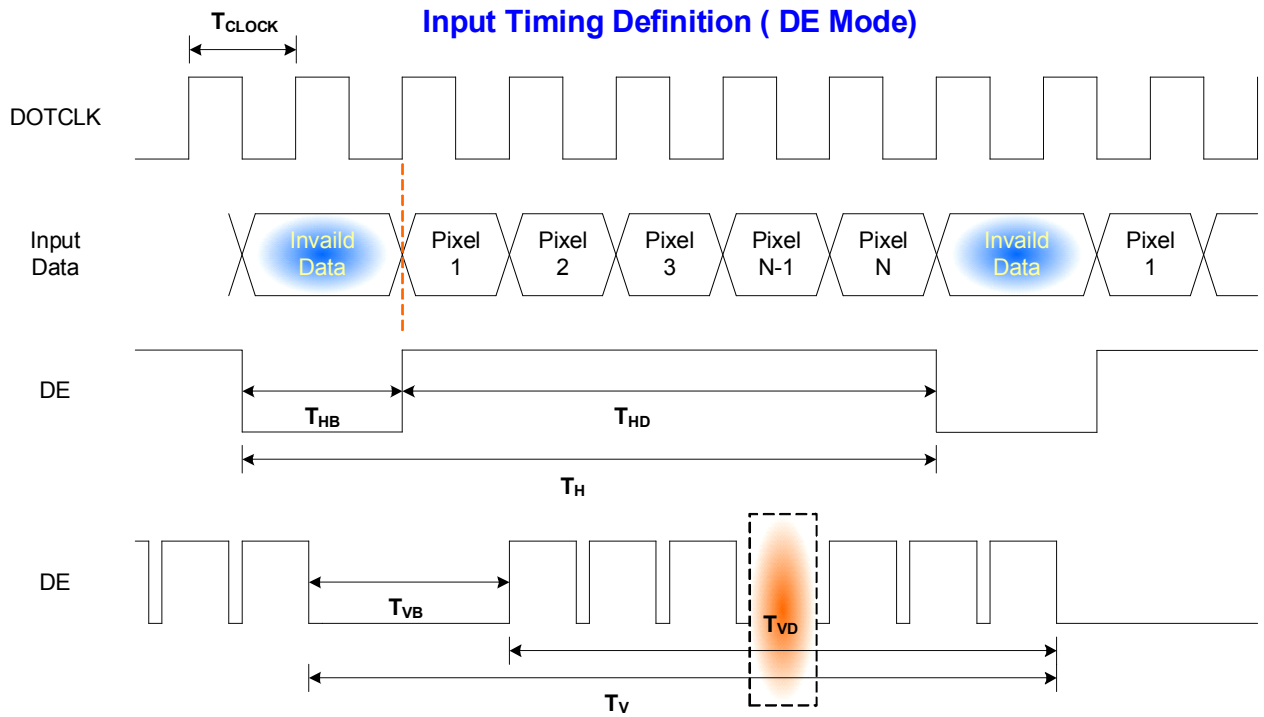 Input Timing Definition ( DE Mode)
TCLOCK
DOTCLK
Input
Data
Invaild
Data
Pixel
1
Pixel
2
Pixel
3
Pixel
N-1
Pixel
N
Invaild
Data
Pixel
1
DE
THB
THD
TH
DE
TVB
TVD
TV